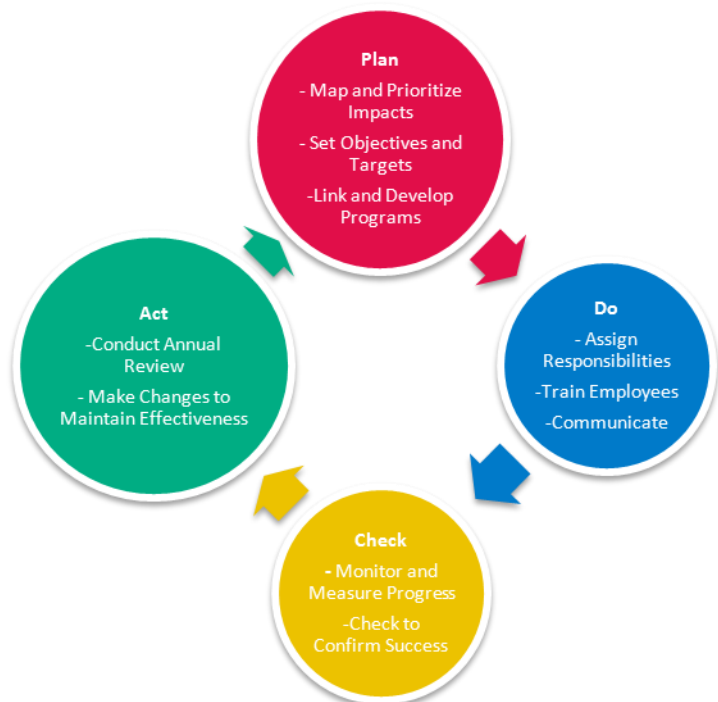 Plan
- Map and Prioritize
Impacts
- Set Objectives and
Targets
-Link and Develop
Programs
Do
- Assign
Responsibilities
-Train Employees
-Communicate
Check
- Monitor and
Measure Progress
-Check to
Confirm Success
Act
-Conduct Annual
Review
- Make Changes to
Maintain Effectiveness